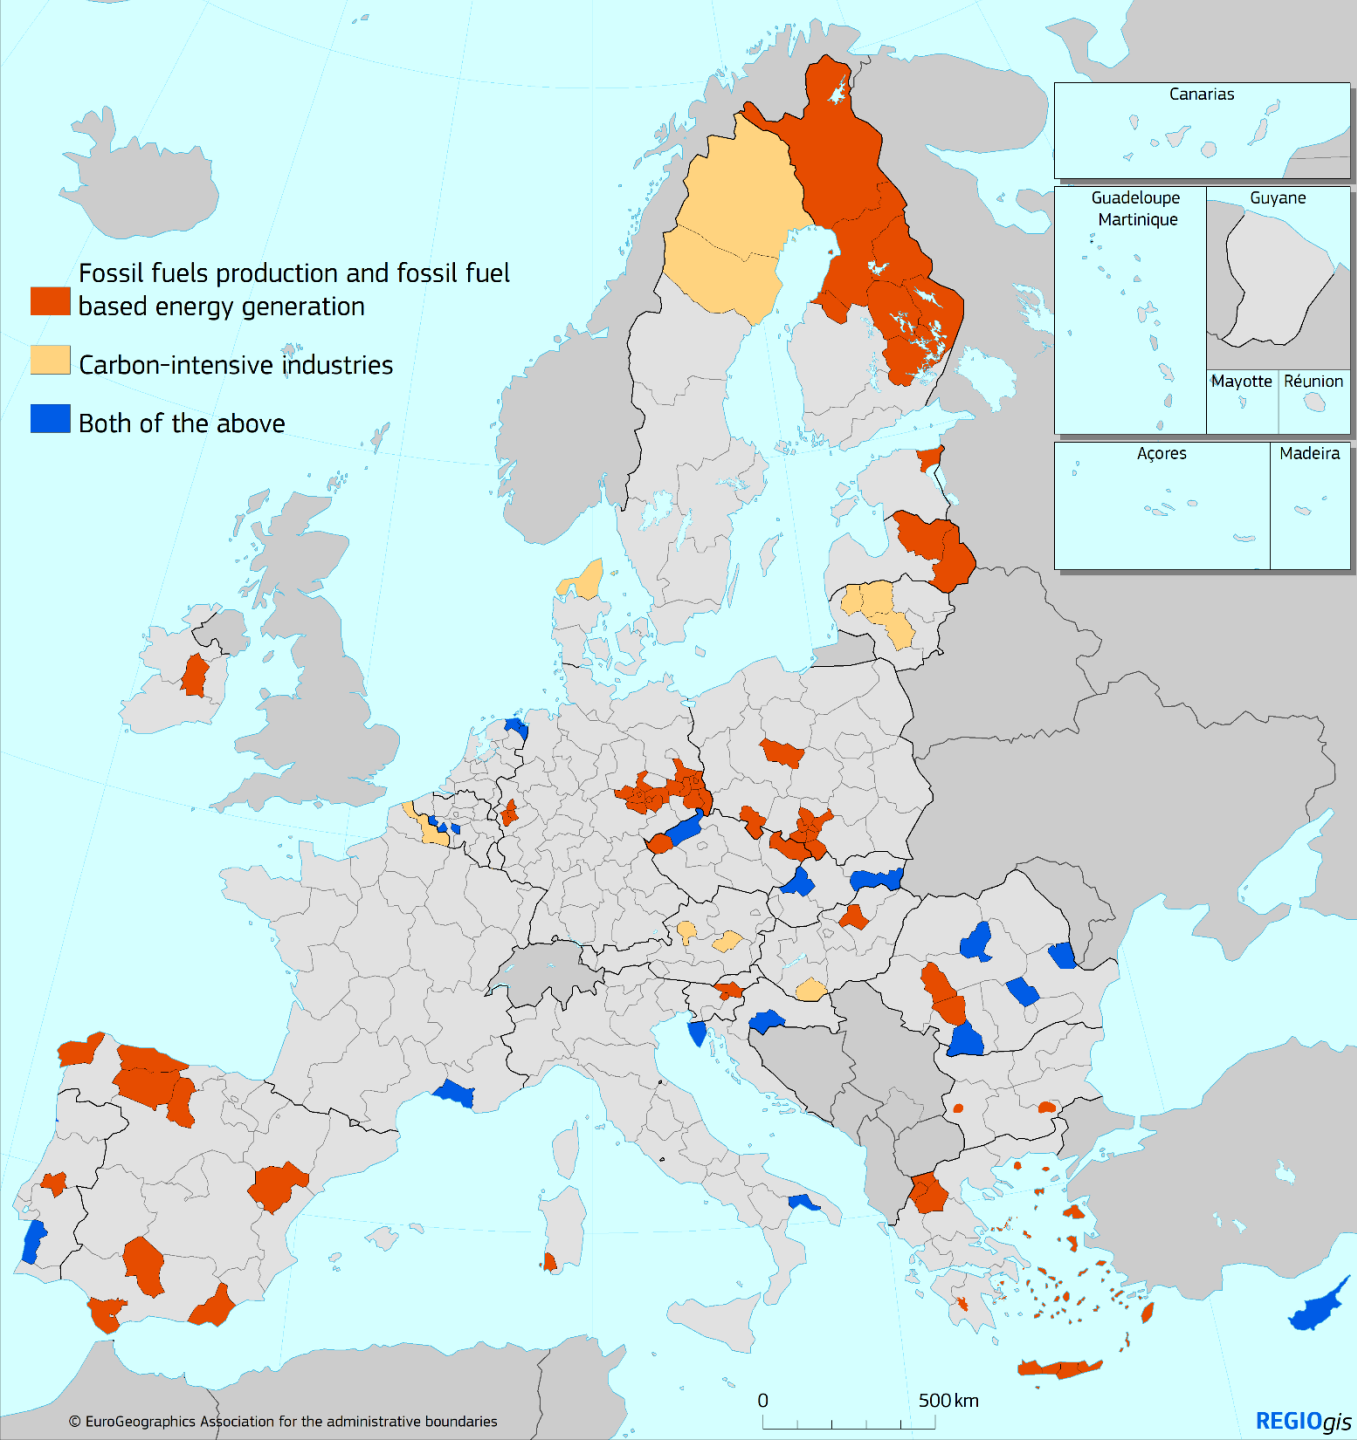 Canarias
Guadeloupe
Martinique
Guyane
Mayotte
Réunion
Açores
Madeira
Fossil fuels production and fossil fuel
based energy generation
Carbon-intensive industries
Both of the above
0
500 km
© EuroGeographics Association for the administrative boundaries
REGIOgis